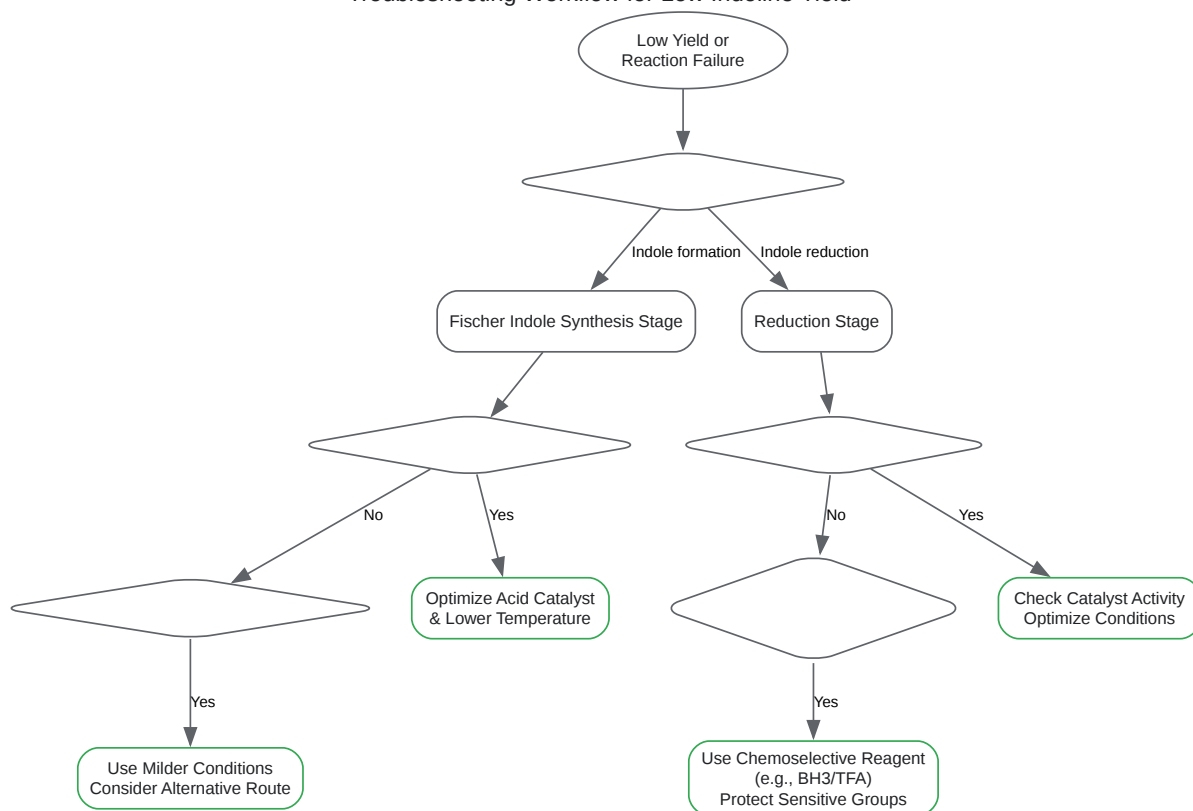 Troubleshooting Workflow for Low Indoline Yield
Low Yield or
Reaction Failure
Indole formation
Indole reduction
Fischer Indole Synthesis Stage
Reduction Stage
No
Yes
No
Yes
Optimize Acid Catalyst
& Lower Temperature
Check Catalyst Activity
Optimize Conditions
Yes
Yes
Use Milder Conditions
Consider Alternative Route
Use Chemoselective Reagent
(e.g., BH3/TFA)
Protect Sensitive Groups